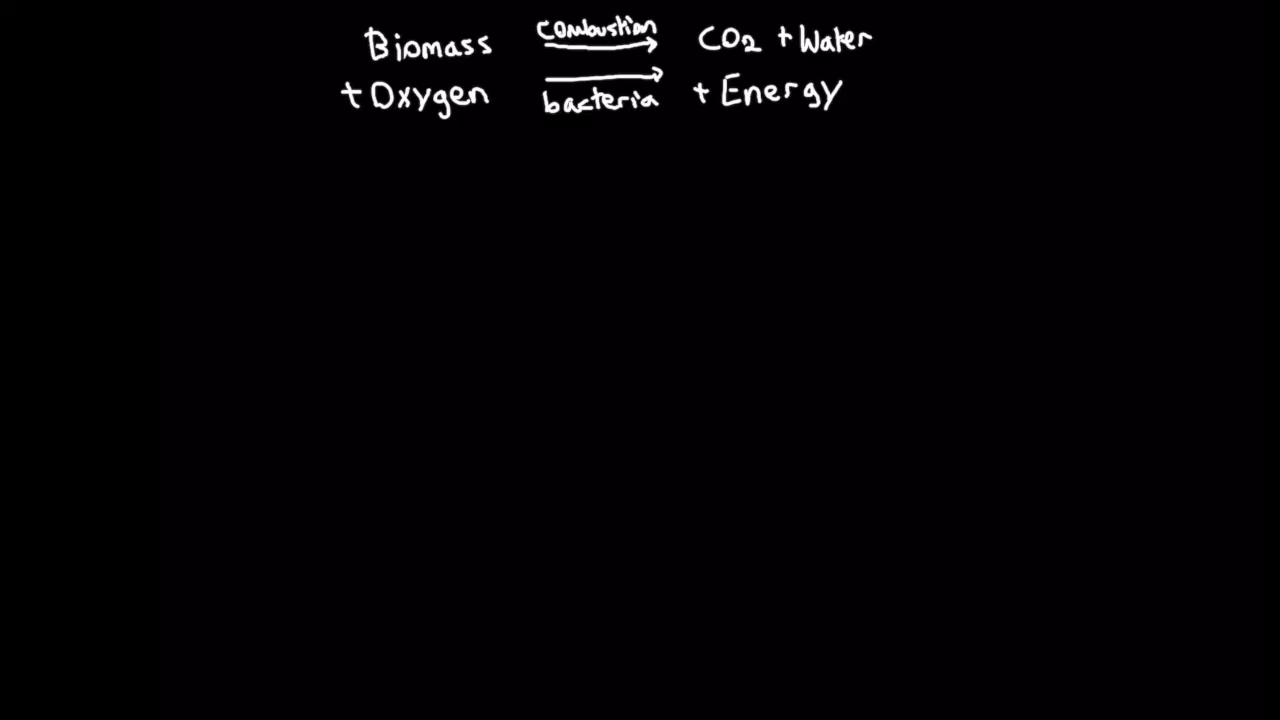 Biomass combustion → CO2 + Water
+ Oxygen → bacteria + Energy